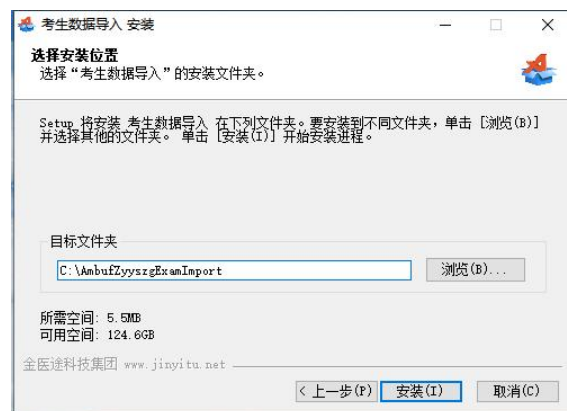 考生数据导入 安装
选择安装位置
选择“考生数据导入”的安装文件夹。
Setup 将安装 考生数据导入 在下列文件夹。要安装到不同文件夹，单击 [浏览(B)]
并选择其他的文件夹。 单击 [安装(I)] 开始安装进程。
目标文件夹
C:\AmbufZyyszgExamImport
浏览(B)...
所需空间: 5.5MB
可用空间: 124.6GB
金医途科技集团 www.jinyitu.net
< 上一步(P)
安装(I)
取消(C)